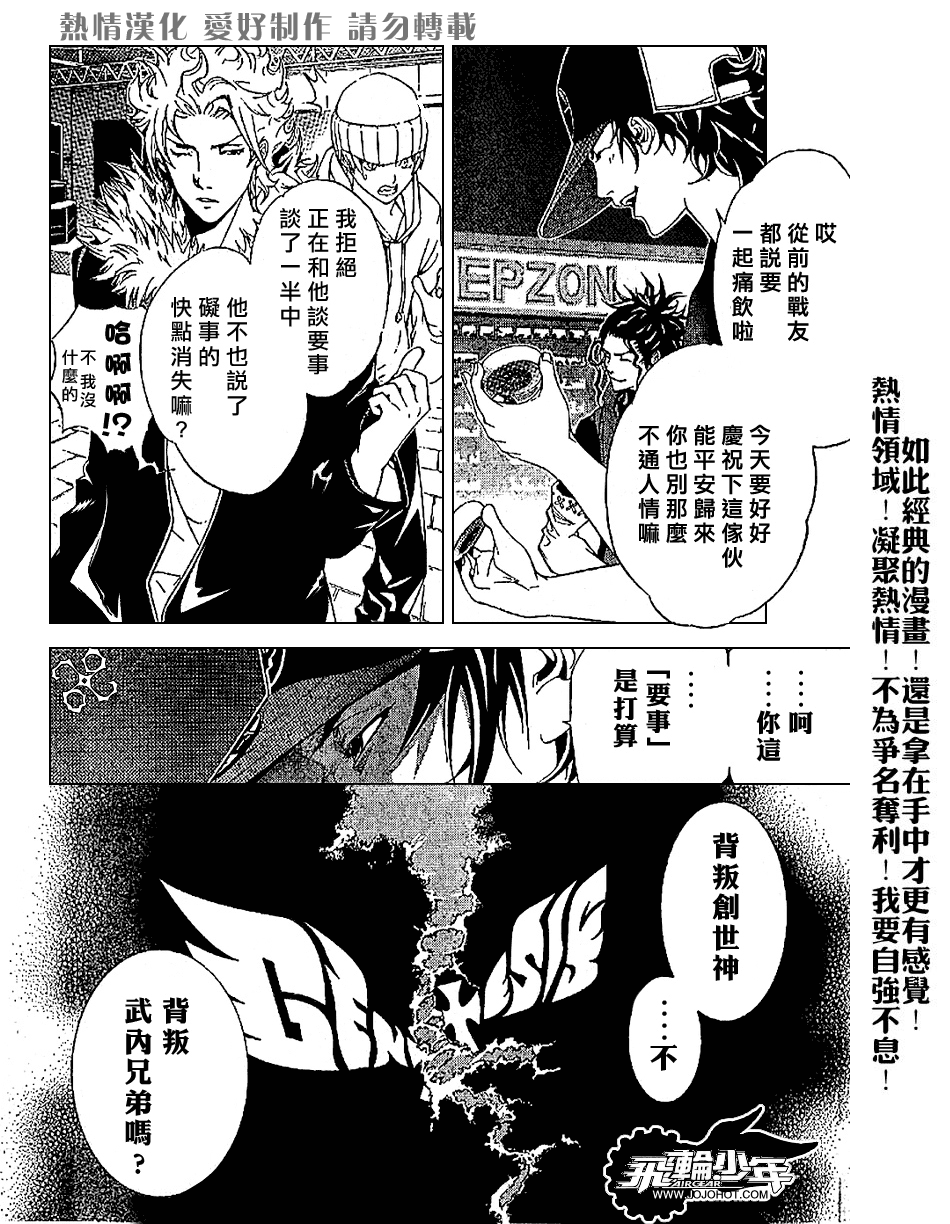 熱情漢化 愛好制作 請勿轉載
哎
從前的戰友
都說要
一起痛飲啦
EPZON
今天要好好
慶祝下這傢伙
能平安歸來
你也別那麼
不通人情嘛
我拒絕
正在和他談要事
談了一半中
他不也說了
礙事的
快點消失嘛？
哈啊啊啊!?
不我沒
什麼的
‥‥呵
‥‥你這
‥‥
「要事」
是打算
背叛創世神
‥‥不
GENESIS
背叛
武內兄弟嗎？
如此經典的漫畫！還是拿在手中才更有感覺！
熱情領域！凝聚熱情！不為爭名奪利！我要自強不息！
飛輪少年
AIRGEAR
WWW.JOJOHOT.COM